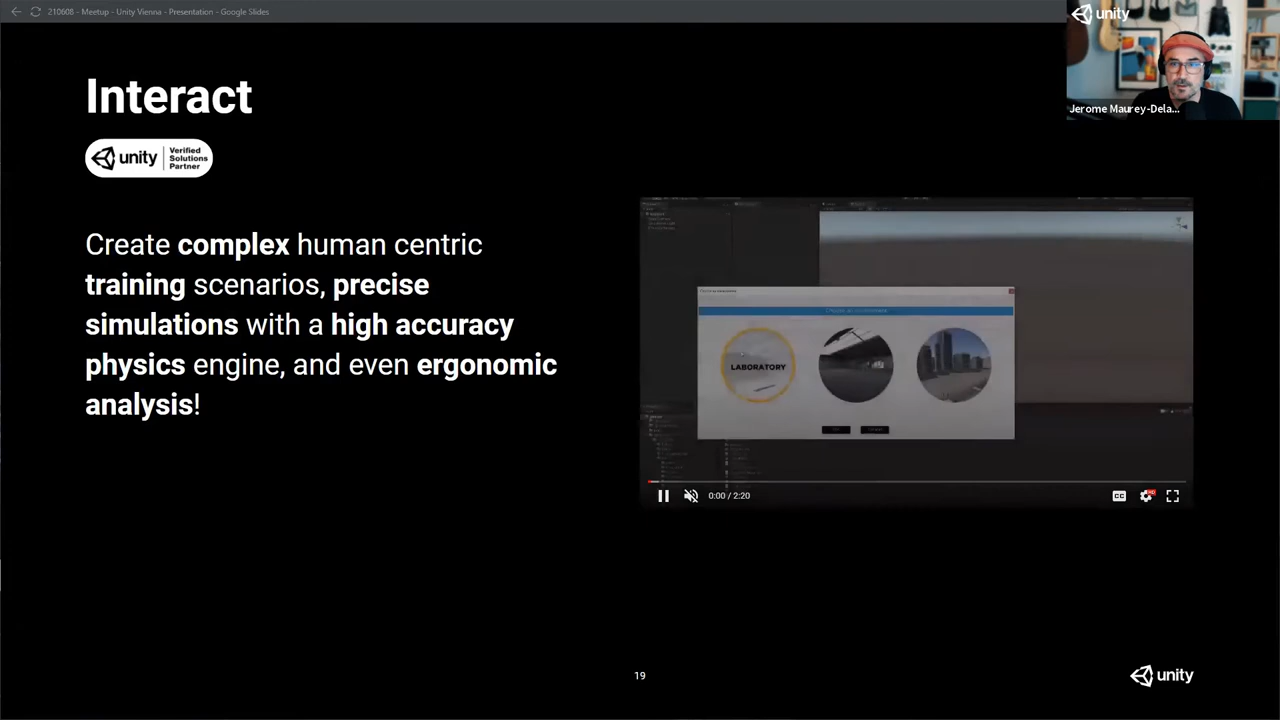 210608 - Meetup - Unity Vienna - Presentation - Google Slides
unity
Jerome Maurey-Dela...
Interact
unity
Verified
Solutions
Partner
Create complex human centric
training scenarios, precise
simulations with a high accuracy
physics engine, and even ergonomic
analysis!
LABORATORY
0:00 / 2:20
CC
HD
19
unity